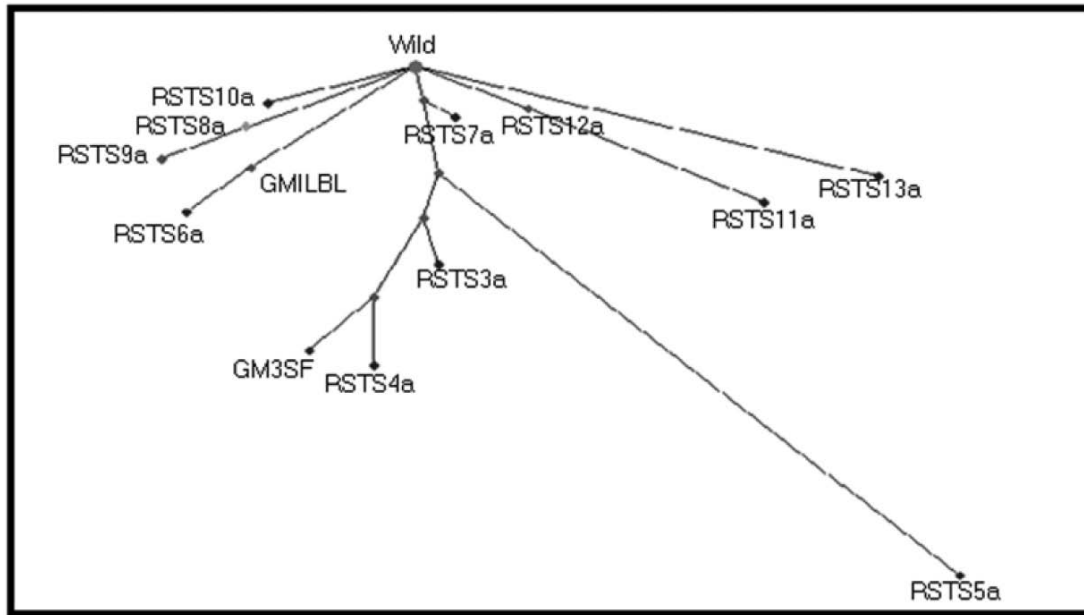 Wild
RSTS10a
RSTS8a
RSTS12a
RSTS7a
RSTS9a
GMILBL
RSTS13a
RSTS6a
RSTS11a
RSTS3a
GM3SF
RSTS4a
RSTS5a